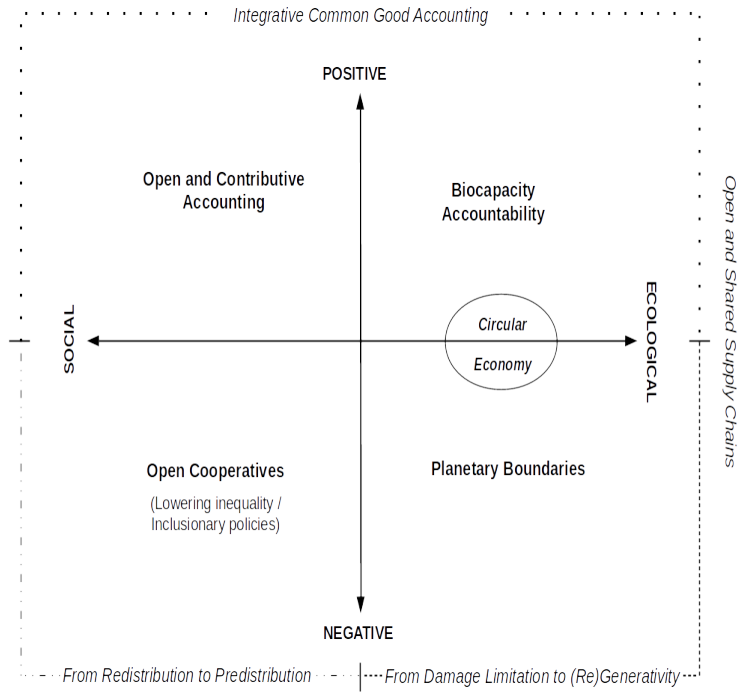 Integrative Common Good Accounting
POSITIVE
Open and Contributive
Accounting
Biocapacity
Accountability
Open and Shared Supply Chains
SOCIAL
Circular
Economy
ECOLOGICAL
Open Cooperatives
(Lowering inequality /
Inclusionary policies)
Planetary Boundaries
NEGATIVE
From Redistribution to Predistribution
From Damage Limitation to (Re)Generativity